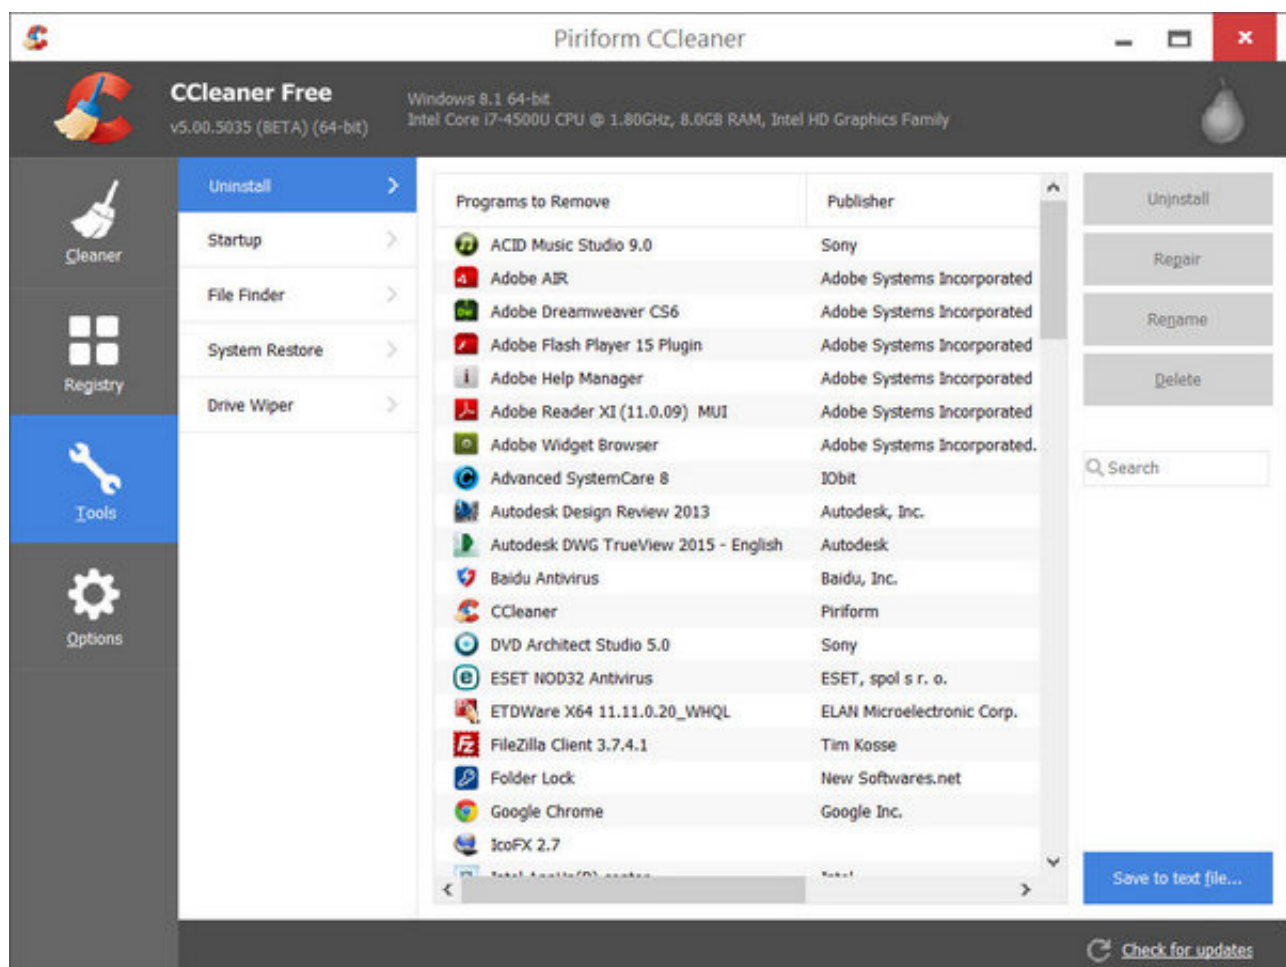 Piriform CCleaner
CCleaner Free
v5.00.5035 (BETA) (64-bit)
Windows 8.1 64-bit
Intel Core i7-4500U CPU @ 1.80GHz, 8.0GB RAM, Intel HD Graphics Family
Cleaner
Registry
Tools
Options
Uninstall
Startup
File Finder
System Restore
Drive Wiper
Programs to Remove Publisher
ACID Music Studio 9.0 Sony
Adobe AIR Adobe Systems Incorporated
Adobe Dreamweaver CS6 Adobe Systems Incorporated
Adobe Flash Player 15 Plugin Adobe Systems Incorporated
Adobe Help Manager Adobe Systems Incorporated
Adobe Reader XI (11.0.09) MUI Adobe Systems Incorporated
Adobe Widget Browser Adobe Systems Incorporated.
Advanced SystemCare 8 IObit
Autodesk Design Review 2013 Autodesk, Inc.
Autodesk DWG TrueView 2015 - English Autodesk
Baidu Antivirus Baidu, Inc.
CCleaner Piriform
DVD Architect Studio 5.0 Sony
ESET NOD32 Antivirus ESET, spol s r. o.
ETDWare X64 11.11.0.20_WHQL ELAN Microelectronic Corp.
FileZilla Client 3.7.4.1 Tim Kosse
Folder Lock New Softwares.net
Google Chrome Google Inc.
IcoFX 2.7
Intel AppUp(R) center Intel
Uninstall
Repair
Rename
Delete
Search
Save to text file...
Check for updates